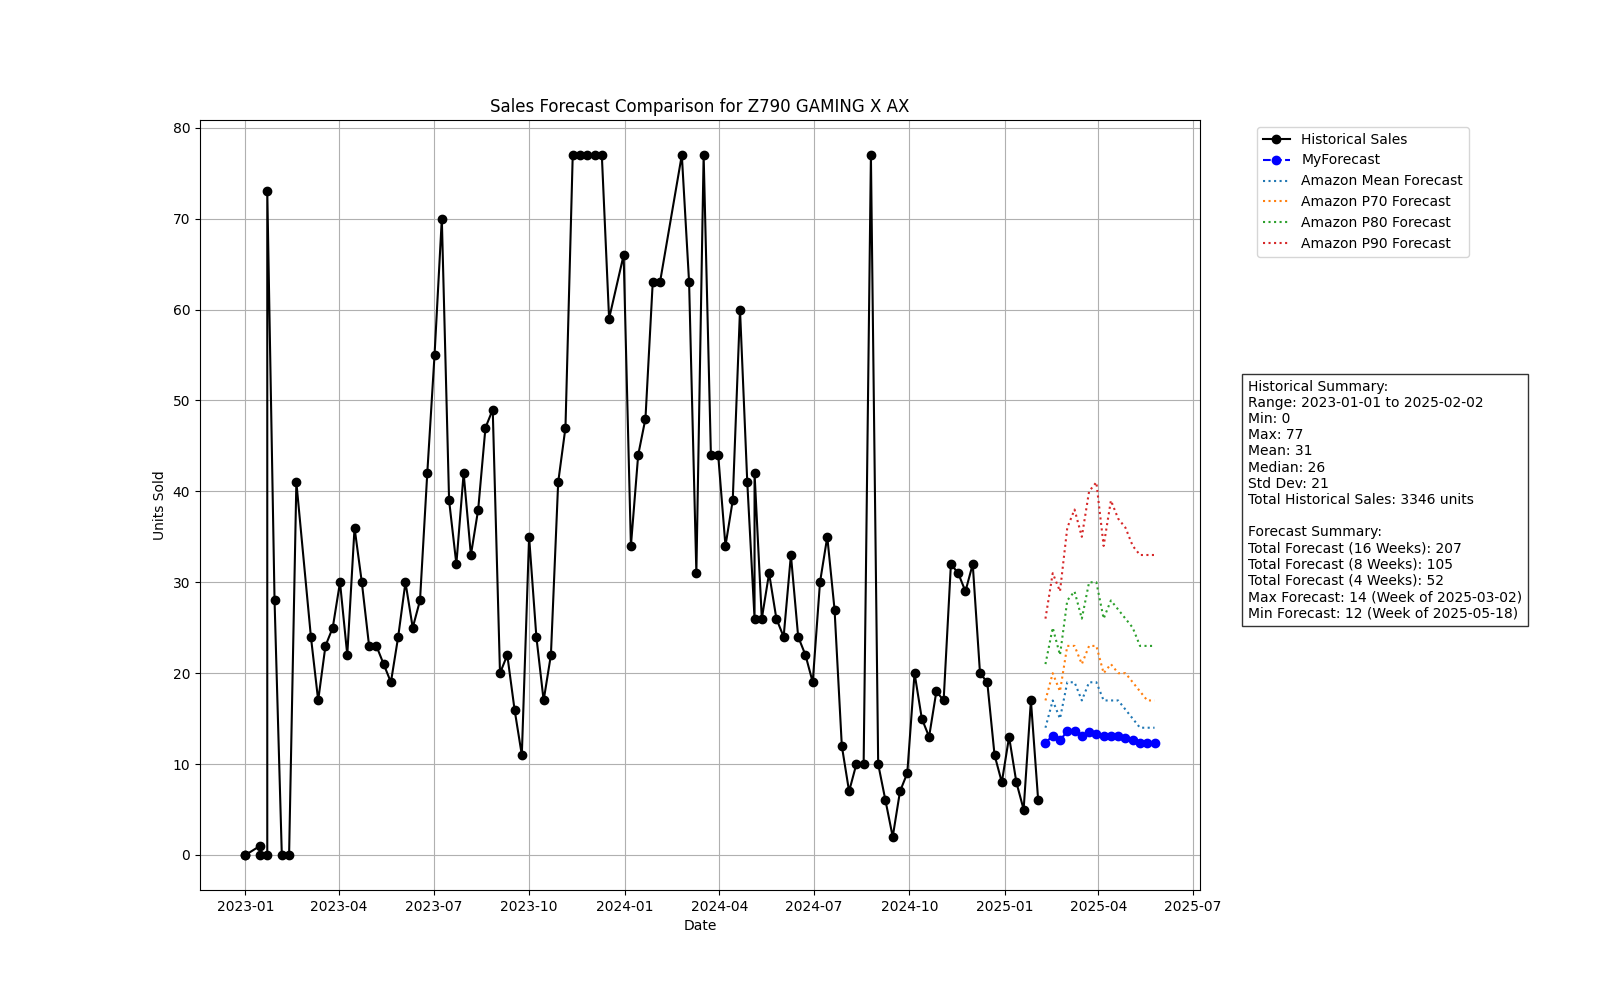 Sales Forecast Comparison for Z790 GAMING X AX
80
70
60
50
40
30
20
10
0
Units Sold
2023-01 2023-04 2023-07 2023-10 2024-01 2024-04 2024-07 2024-10 2025-01 2025-04 2025-07
Date
Historical Sales
MyForecast
Amazon Mean Forecast
Amazon P70 Forecast
Amazon P80 Forecast
Amazon P90 Forecast
Historical Summary:
Range: 2023-01-01 to 2025-02-02
Min: 0
Max: 77
Mean: 31
Median: 26
Std Dev: 21
Total Historical Sales: 3346 units
Forecast Summary:
Total Forecast (16 Weeks): 207
Total Forecast (8 Weeks): 105
Total Forecast (4 Weeks): 52
Max Forecast: 14 (Week of 2025-03-02)
Min Forecast: 12 (Week of 2025-05-18)